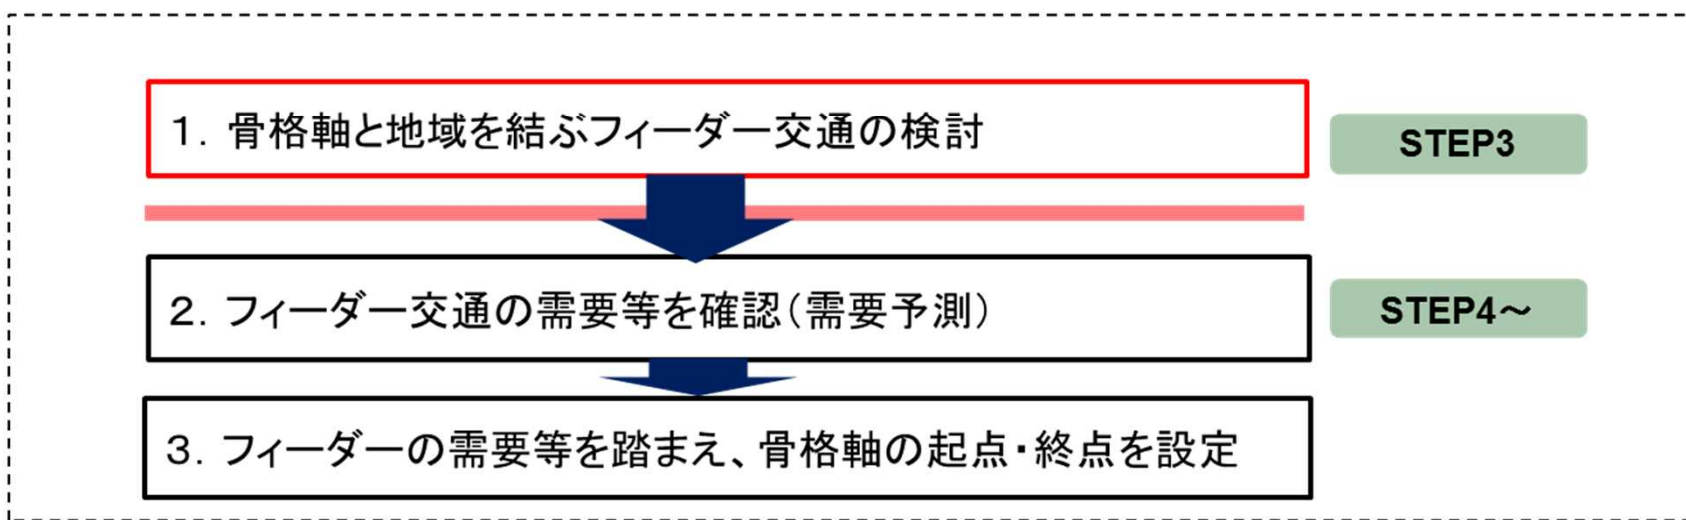 １．骨格軸と地域を結ぶフィーダー交通の検討
STEP3
２．フィーダー交通の需要等を確認（需要予測）
STEP4～
３．フィーダーの需要等を踏まえ、骨格軸の起点・終点を設定